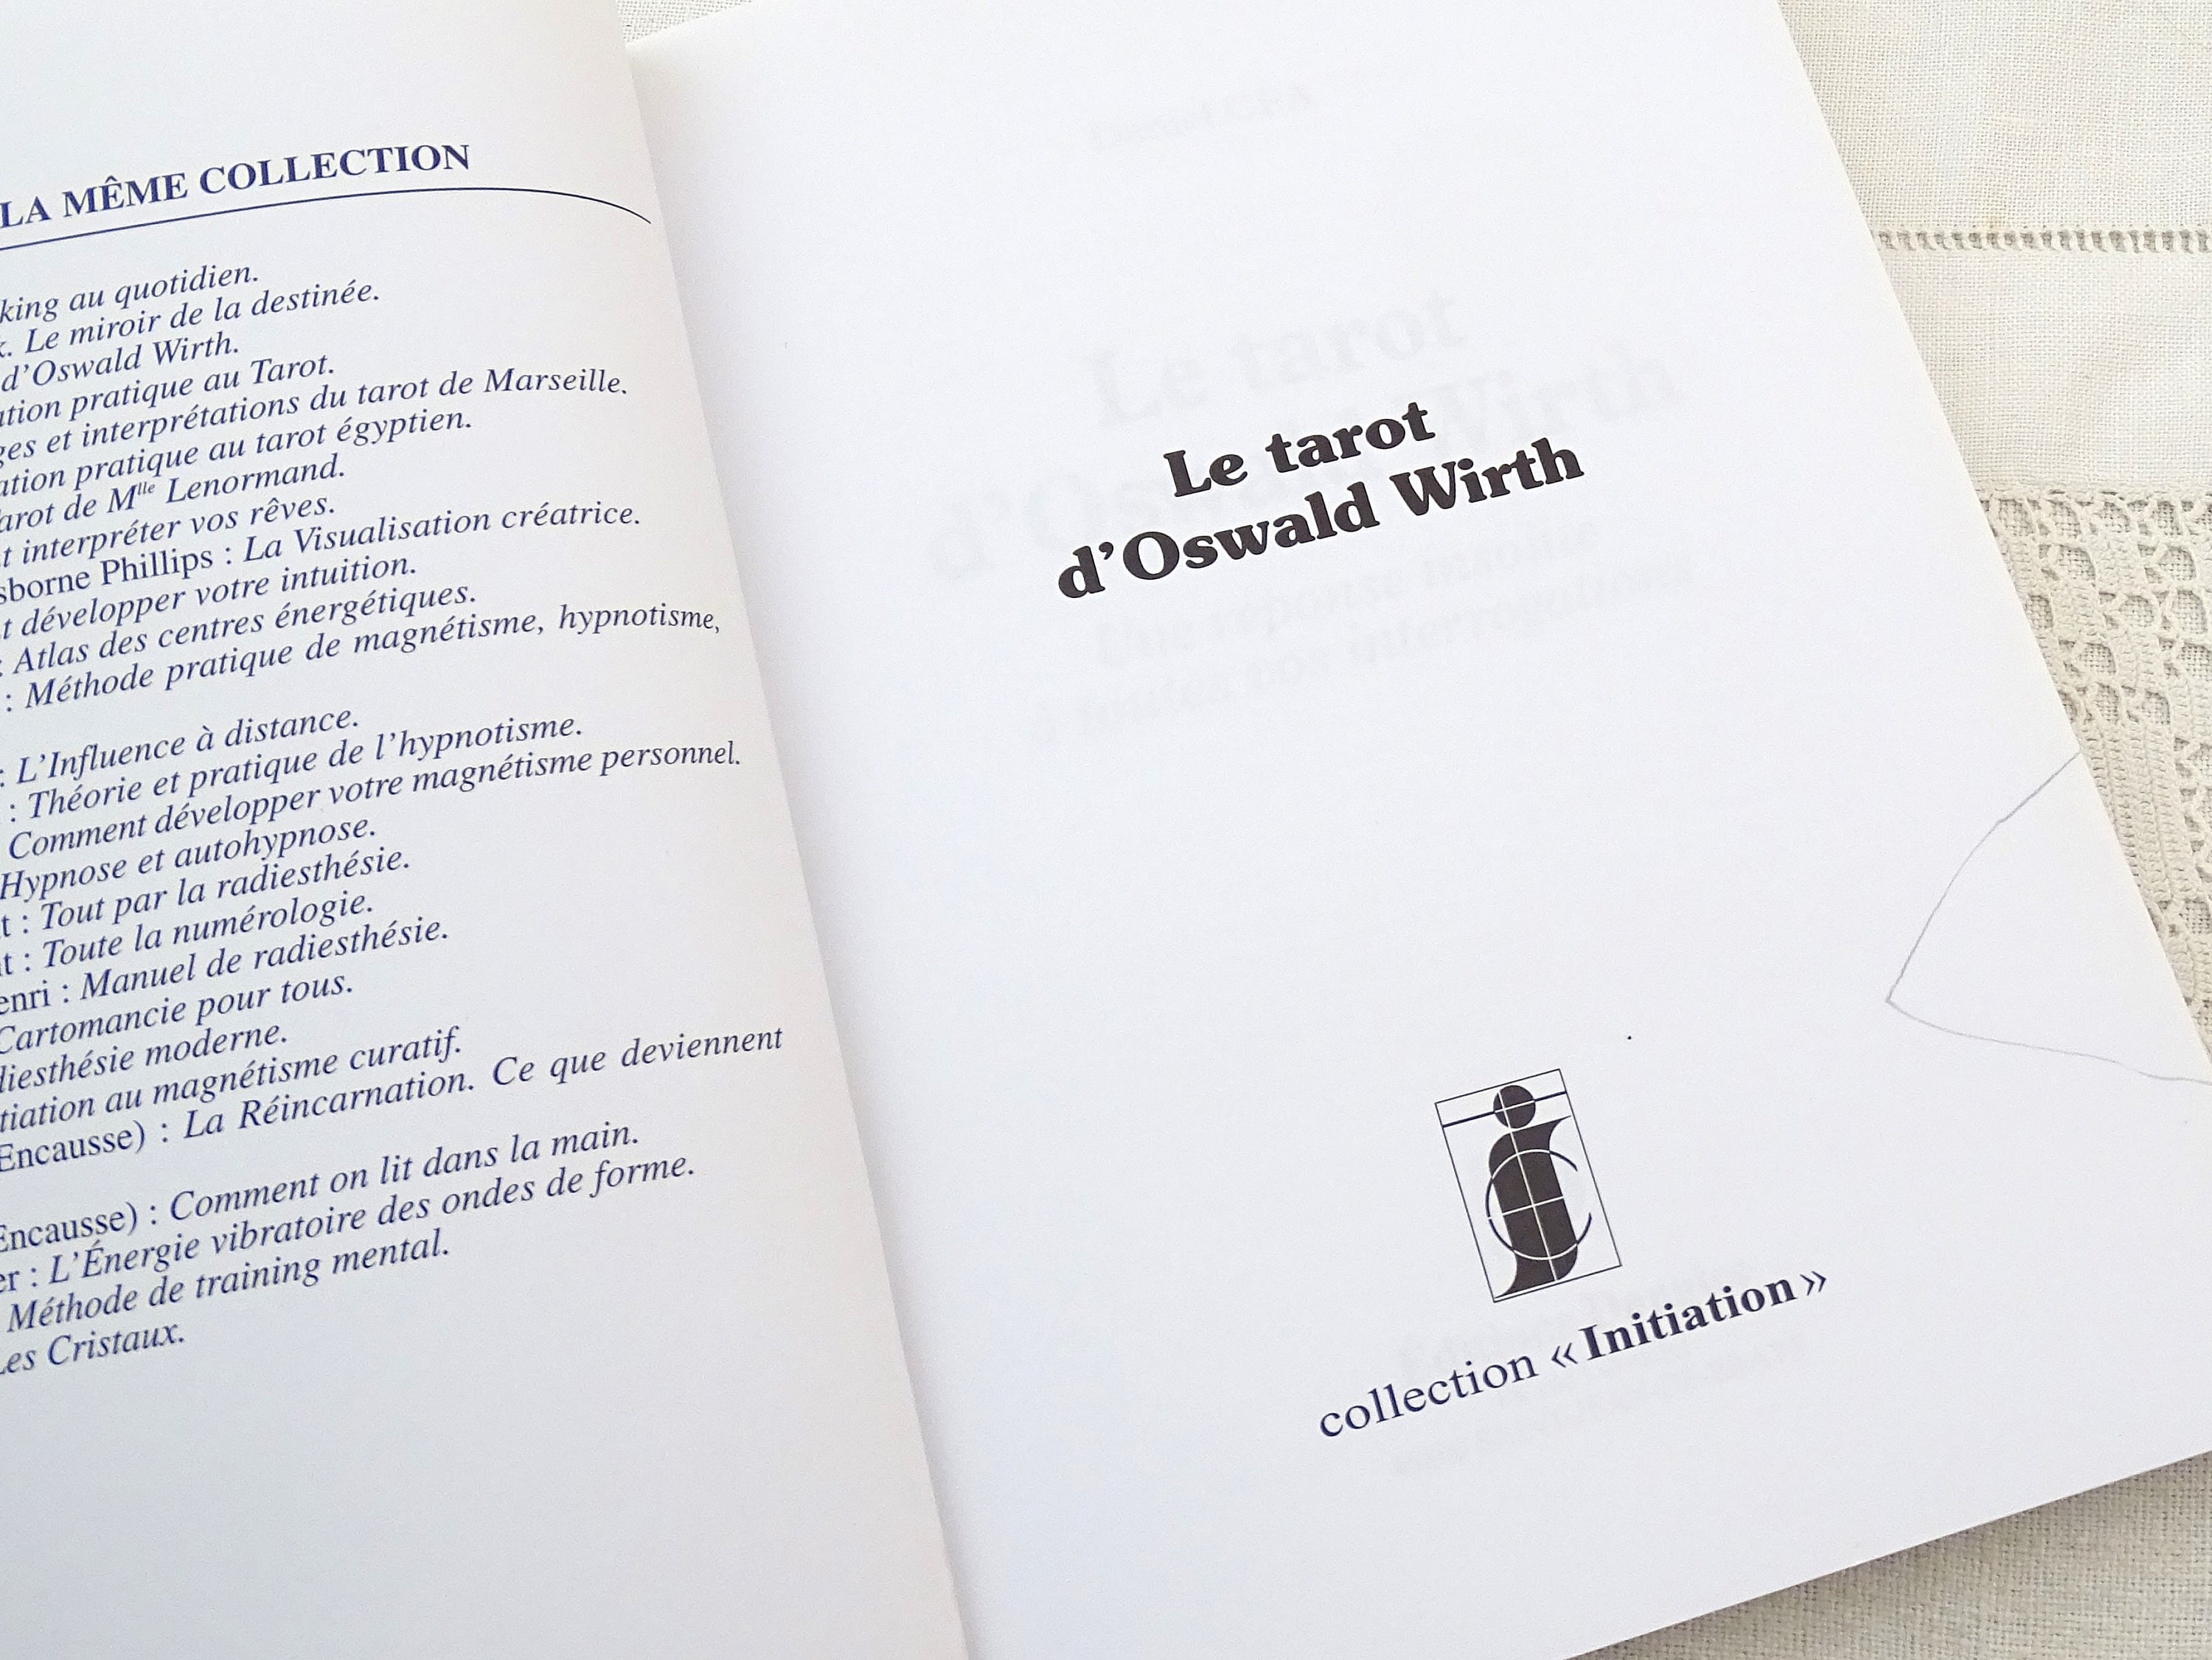 LA MÊME COLLECTION
king au quotidien.
. Le miroir de la destinée.
d’Oswald Wirth.
ation pratique au Tarot.
ges et interprétations du tarot de Marseille.
ation pratique au tarot égyptien.
arot de Mlle Lenormand.
t interpréter vos rêves.
sborne Phillips : La Visualisation créatrice.
t développer votre intuition.
: Atlas des centres énergétiques.
: Méthode pratique de magnétisme, hypnotisme,
: L’Influence à distance.
: Théorie et pratique de l’hypnotisme.
Comment développer votre magnétisme personnel.
Hypnose et autohypnose.
t : Tout par la radiesthésie.
t : Toute la numérologie.
enri : Manuel de radiesthésie.
Cartomancie pour tous.
diesthésie moderne.
tiation au magnétisme curatif.
Encausse) : La Réincarnation. Ce que deviennent
Encausse) : Comment on lit dans la main.
er : L’Énergie vibratoire des ondes de forme.
Méthode de training mental.
Les Cristaux.
Le tarot
d’Oswald Wirth
collection « Initiation »